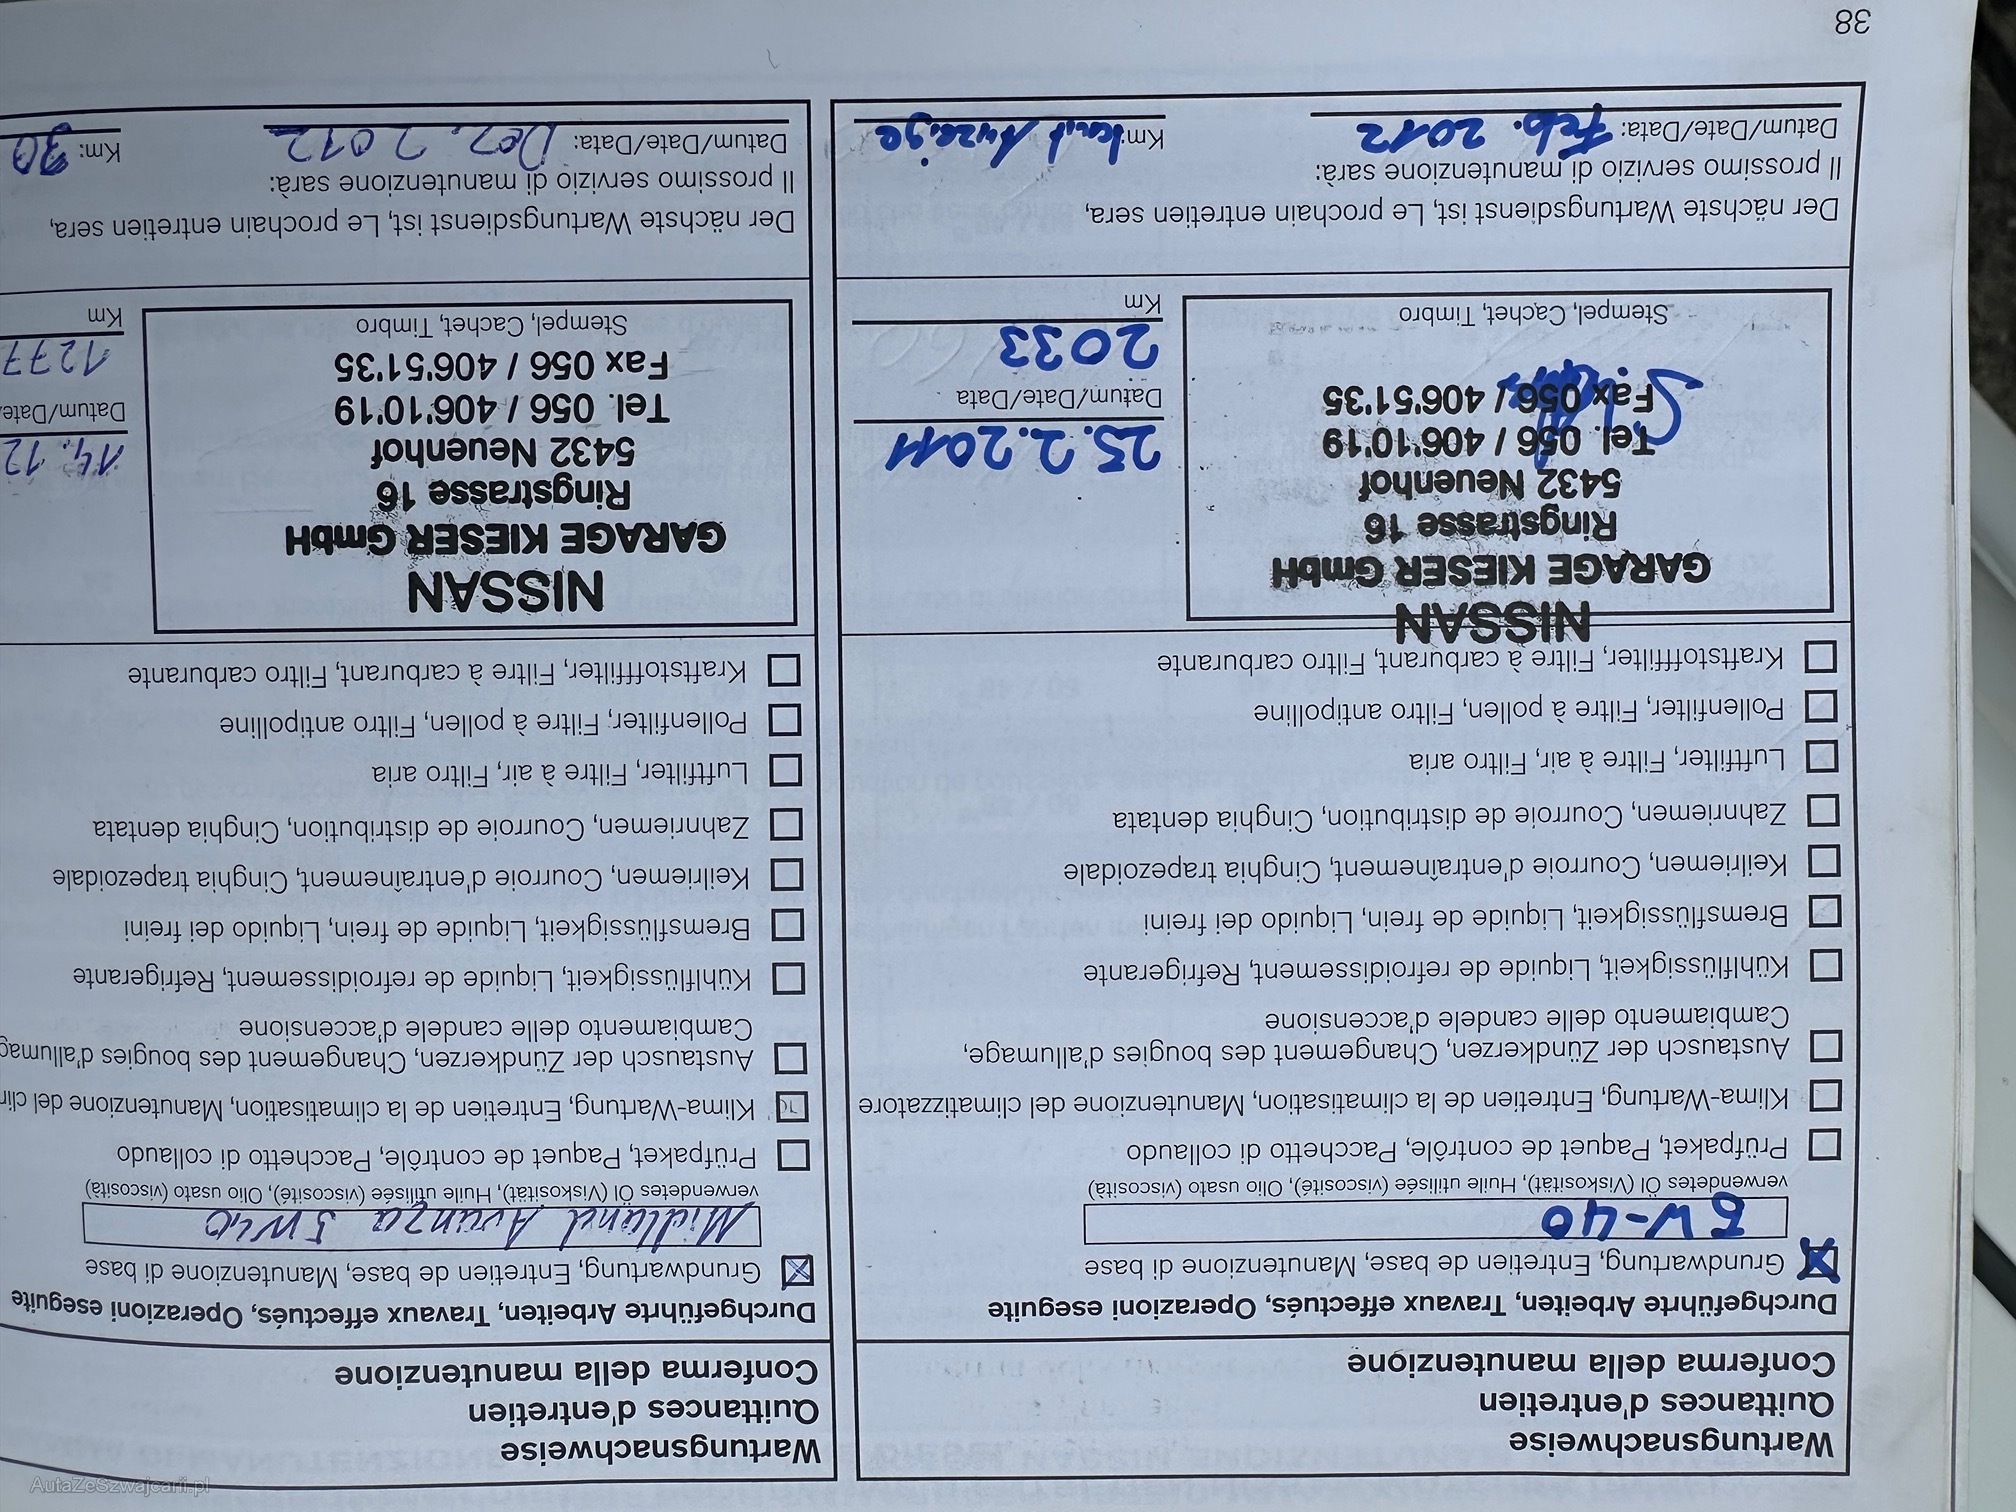 Wartungsnachweise
Quittances d'entretien
Conferma della manutenzione
Durchgeführte Arbeiten, Travaux effectués, Operazioni eseguite
Grundwartung, Entretien de base, Manutenzione di base
5W-40
verwendetes Öl (Viskosität), Huile utilisée (viscosité), Olio usato (viscosità)
Prüfpaket, Paquet de contrôle, Pacchetto di collaudo
Klima-Wartung, Entretien de la climatisation, Manutenzione del climatizzatore
Austausch der Zündkerzen, Changement des bougies d'allumage,
Cambiamento delle candele d'accensione
Kühlflüssigkeit, Liquide de refroidissement, Refrigerante
Bremsflüssigkeit, Liquide de frein, Liquido dei freini
Keilriemen, Courroie d'entraînement, Cinghia trapezoidale
Zahnriemen, Courroie de distribution, Cinghia dentata
Luftfilter, Filtre à air, Filtro aria
Pollenfilter, Filtre à pollen, Filtro antipolline
Kraftstofffilter, Filtre à carburant, Filtro carburante
NISSAN
GARAGE KIESER GmbH
Ringstrasse 16
5432 Neuenhof
Tel. 056 / 406'10'19
Fax 056 / 406'51'35
Stempel, Cachet, Timbro
25.2.2011
Datum/Date/Data
2033
Km
Der nächste Wartungsdienst ist, Le prochain entretien sera,
Il prossimo servizio di manutenzione sarà:
Datum/Date/Data: Feb. 2012 Km: laut Anzeige
38
Wartungsnachweise
Quittances d'entretien
Conferma della manutenzione
Durchgeführte Arbeiten, Travaux effectués, Operazioni eseguite
Grundwartung, Entretien de base, Manutenzione di base
Midland Avanza 5W40
verwendetes Öl (Viskosität), Huile utilisée (viscosité), Olio usato (viscosità)
Prüfpaket, Paquet de contrôle, Pacchetto di collaudo
Klima-Wartung, Entretien de la climatisation, Manutenzione del clim
Austausch der Zündkerzen, Changement des bougies d'allumag
Cambiamento delle candele d'accensione
Kühlflüssigkeit, Liquide de refroidissement, Refrigerante
Bremsflüssigkeit, Liquide de frein, Liquido dei freini
Keilriemen, Courroie d'entraînement, Cinghia trapezoidale
Zahnriemen, Courroie de distribution, Cinghia dentata
Luftfilter, Filtre à air, Filtro aria
Pollenfilter, Filtre à pollen, Filtro antipolline
Kraftstofffilter, Filtre à carburant, Filtro carburante
NISSAN
GARAGE KIESER GmbH
Ringstrasse 16
5432 Neuenhof
Tel. 056 / 406'10'19
Fax 056 / 406'51'35
Stempel, Cachet, Timbro
14.12
Datum/Date/
1277
Km
Der nächste Wartungsdienst ist, Le prochain entretien sera,
Il prossimo servizio di manutenzione sarà:
Datum/Date/Data: Dez. 2012 Km: 30
AutaZeSzwajcarii.pl